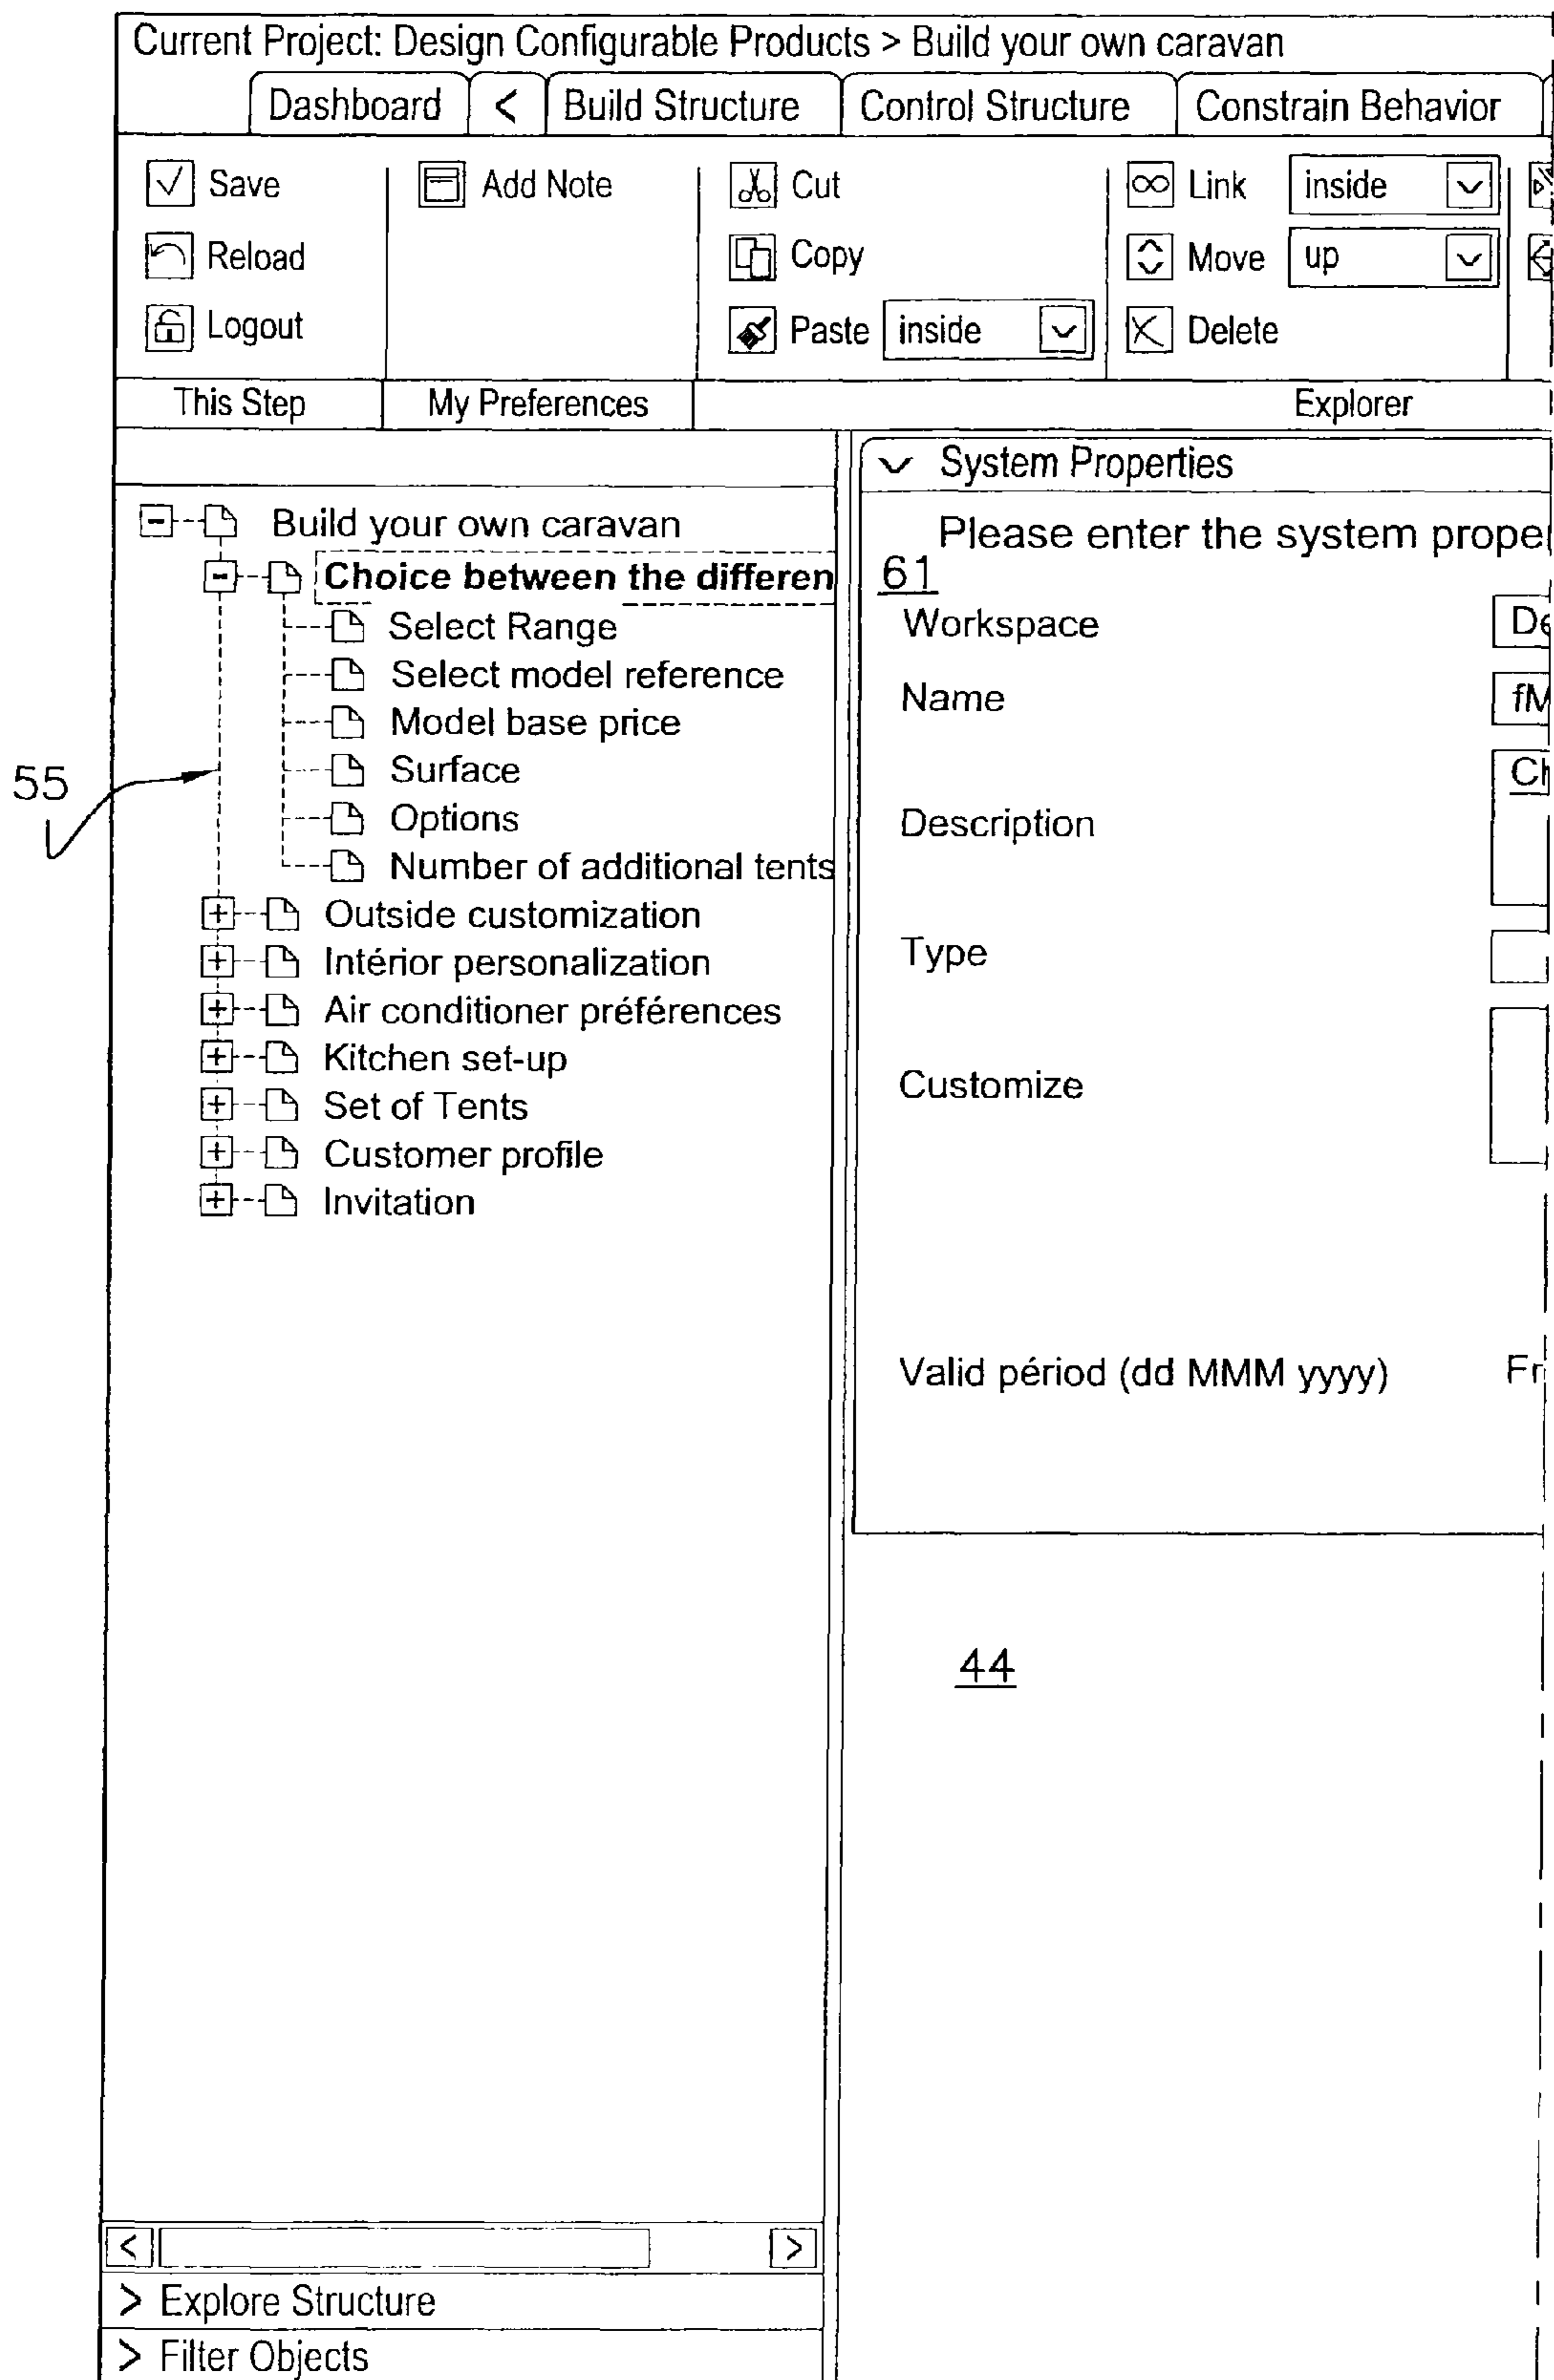 Current Project: Design Configurable Products > Build your own caravan
Dashboard < Build Structure Control Structure Constrain Behavior
Save Add Note Cut Link inside
Reload Copy Move up
Logout Paste inside Delete
This Step My Preferences Explorer
System Properties
Build your own caravan
Choice between the differen
Select Range
Select model reference
Model base price
Surface
Options
Number of additional tents
Outside customization
Intérior personalization
Air conditioner préférences
Kitchen set-up
Set of Tents
Customer profile
Invitation
55
Please enter the system proper
61
Workspace De
Name fM
Description Ch
Type
Customize
Valid périod (dd MMM yyyy) Fr
44
< >
> Explore Structure
> Filter Objects